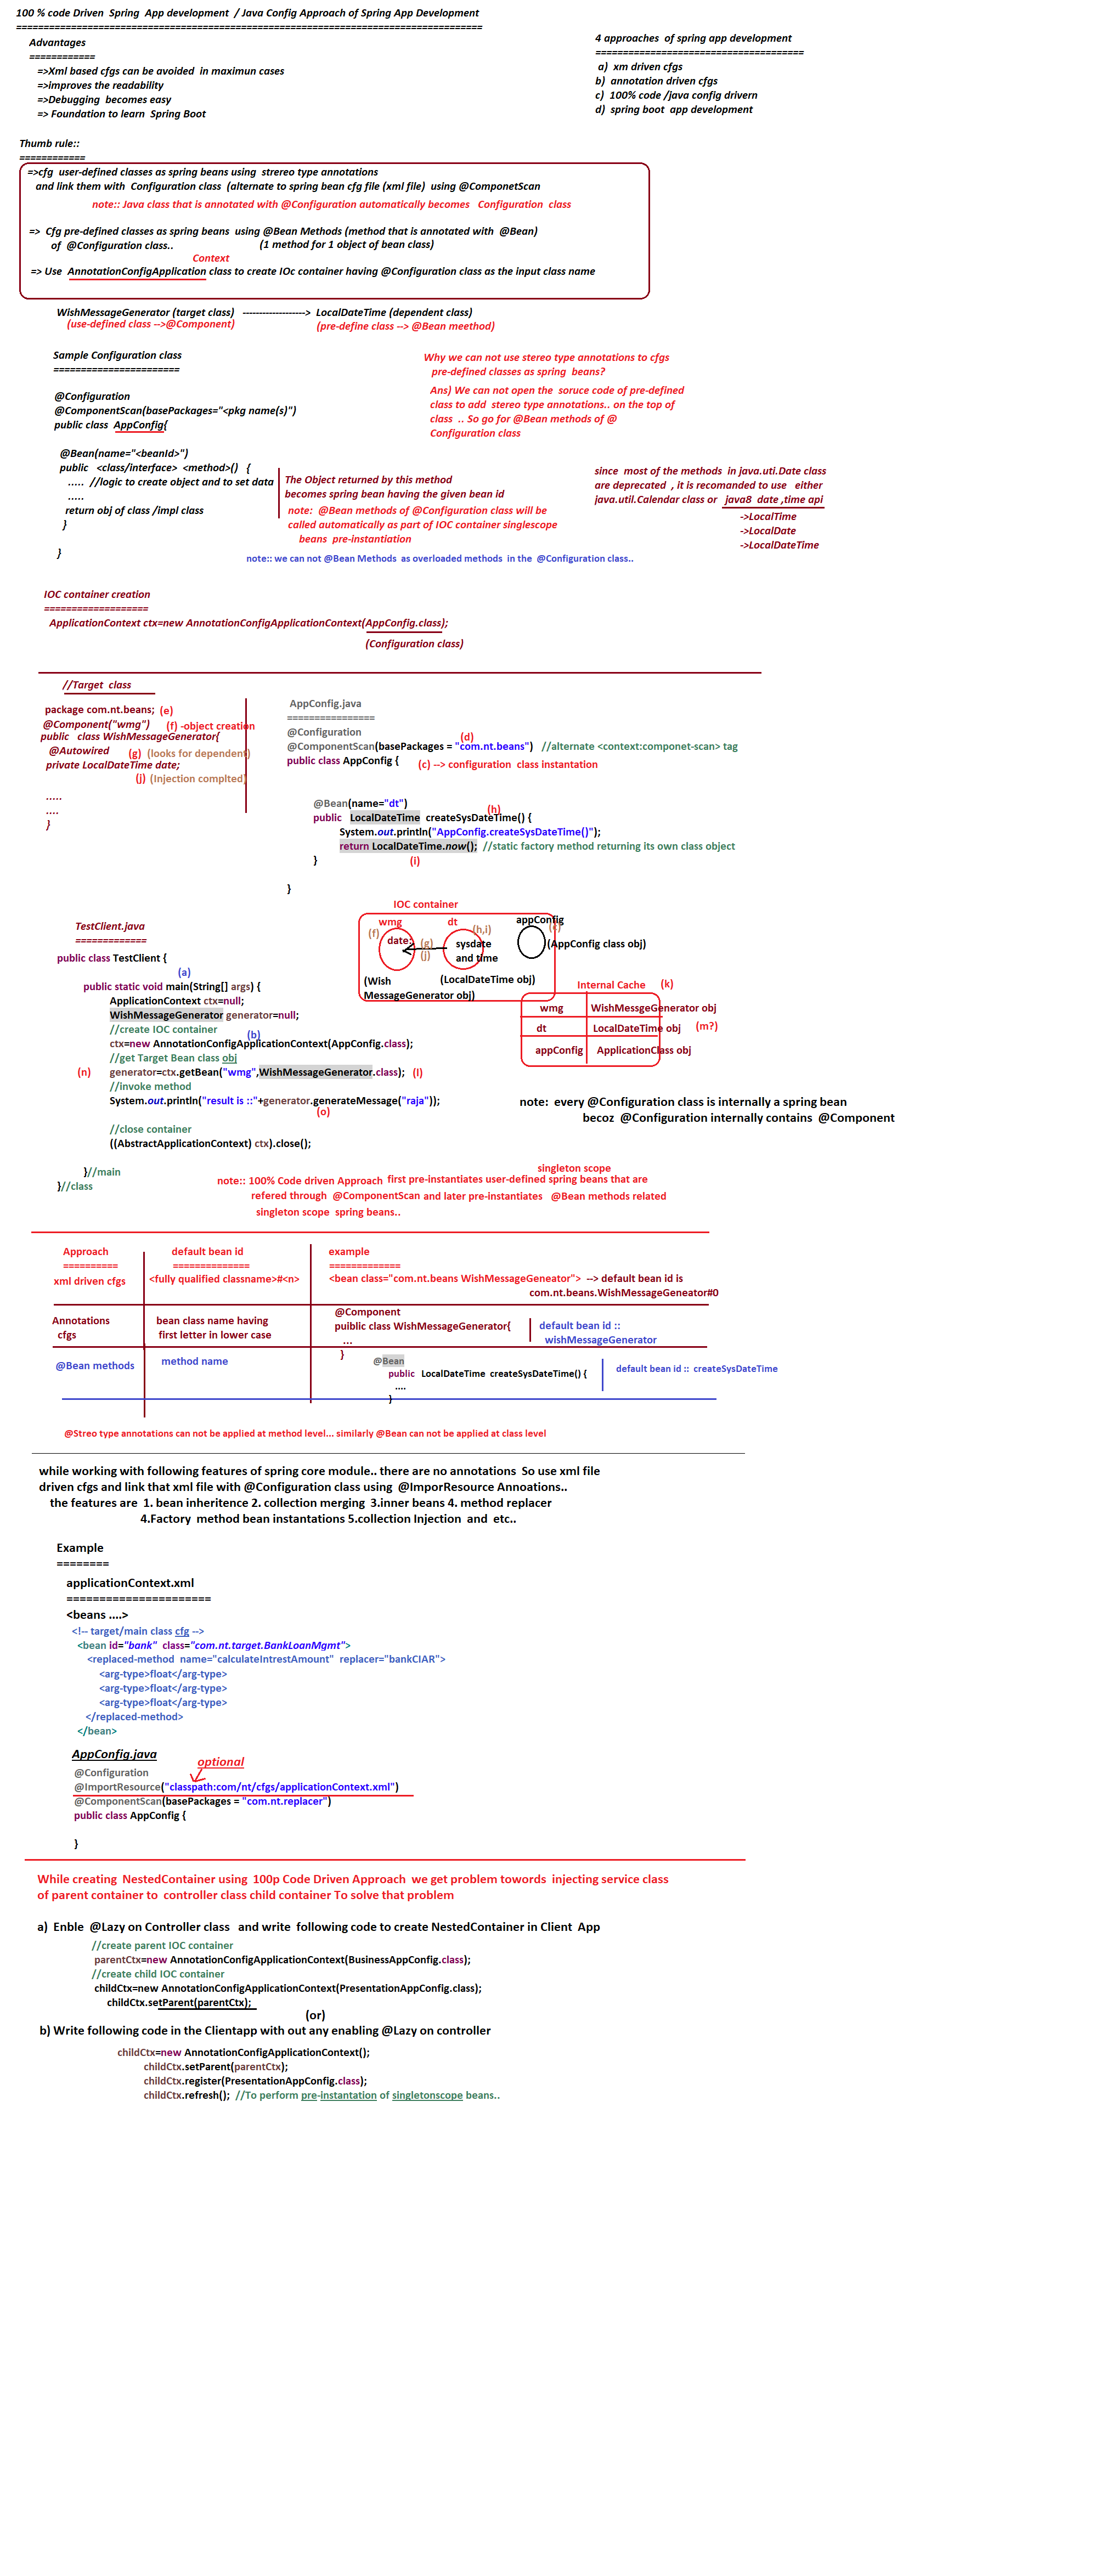 100 % code Driven  Spring  App development  / Java Config Approach of Spring App Development
=====================================================================================
Advantages
============
=>Xml based cfgs can be avoided  in maximun cases
=>improves the readability
=>Debugging  becomes easy
=> Foundation to learn  Spring Boot
4 approaches  of spring app development
======================================
a)  xm driven cfgs
b)  annotation driven cfgs
c)  100% code /java config drivern
d)  spring boot  app development
Thumb rule::
============
=>cfg  user-defined classes as spring beans using  strereo type annotations
and link them with  Configuration class  (alternate to spring bean cfg file (xml file)  using @ComponetScan
note:: Java class that is annotated with @Configuration automatically becomes   Configuration  class
=>  Cfg pre-defined classes as spring beans  using @Bean Methods (method that is annotated with  @Bean)
of  @Configuration class..    (1 method for 1 object of bean class)
Context
=> Use  AnnotationConfigApplication class to create IOc container having @Configuration class as the input class name
WishMessageGenerator (target class)   ------------------->  LocalDateTime (dependent class)
(use-defined class -->@Component)    (pre-define class --> @Bean meethod)
Sample Configuration class
=======================
@Configuration
@ComponentScan(basePackages="<pkg name(s)")
public class  AppConfig{
@Bean(name="<beanId>")
public   <class/interface>  <method>()   {
.....  //logic to create object and to set data
.....
return obj of class /impl class
}
}
Why we can not use stereo type annotations to cfgs
pre-defined classes as spring  beans?
Ans) We can not open the  soruce code of pre-defined
class to add  stereo type annotations.. on the top of
class  .. So go for @Bean methods of @
Configuration class
The Object returned by this method
becomes spring bean having the given bean id
note:  @Bean methods of @Configuration class will be
called automatically as part of IOC container singlescope
beans  pre-instantiation
since  most of the methods  in java.uti.Date class
are deprecated  , it is recomanded to use   either
java.util.Calendar class or   java8  date ,time api
->LocalTime
->LocalDate
->LocalDateTime
note:: we can not @Bean Methods  as overloaded methods  in the  @Configuration class..
IOC container creation
===================
ApplicationContext ctx=new AnnotationConfigApplicationContext(AppConfig.class);
(Configuration class)
//Target  class
package com.nt.beans;  (e)
@Component("wmg")     (f) -object creation
public   class WishMessageGenerator{
@Autowired      (g)  (looks for dependent)
private LocalDateTime date;
(j) (Injection complted)
.....
....
}
AppConfig.java
================
@Configuration
(d)
@ComponentScan(basePackages = "com.nt.beans")   //alternate <context:componet-scan> tag
public class AppConfig {      (c) --> configuration  class instantation
@Bean(name="dt")
(h)
public   LocalDateTime  createSysDateTime() {
System.out.println("AppConfig.createSysDateTime()");
return LocalDateTime.now();  //static factory method returning its own class object
}    (i)
}
TestClient.java
=============
public class TestClient {
(a)
public static void main(String[] args) {
ApplicationContext ctx=null;
WishMessageGenerator generator=null;
//create IOC container
(b)
ctx=new AnnotationConfigApplicationContext(AppConfig.class);
//get Target Bean class obj
(n)   generator=ctx.getBean("wmg",WishMessageGenerator.class);   (l)
//invoke method
System.out.println("result is ::"+generator.generateMessage("raja"));
(o)
//close container
((AbstractApplicationContext) ctx).close();
}//main
}//class
IOC container
wmg    dt    appConfig
(f)    (h,i)    (c)
date:    (g)    sysdate    (AppConfig class obj)
(j)    and time
(Wish    (LocalDateTime obj)
MessageGenerator obj)
Internal Cache     (k)
wmg    WishMessgeGenerator obj
dt    LocalDateTime obj    (m?)
appConfig    ApplicationClass obj
note:  every @Configuration class is internally a spring bean
becoz  @Configuration internally contains  @Component
singleton scope
note:: 100% Code driven Approach  first pre-instantiates user-defined spring beans that are
refered through  @ComponentScan and later pre-instantiates   @Bean methods related
singleton scope  spring beans..
Approach    default bean id    example
==========    ==============    =============
xml driven cfgs    <fully qualified classname>#<n>    <bean class="com.nt.beans WishMessageGeneator">  --> default bean id is
com.nt.beans.WishMessageGeneator#0
Annotations    bean class name having    @Component
cfgs    first letter in lower case    public class WishMessageGenerator{    default bean id ::
...    wishMessageGenerator
}
@Bean methods    method name    @Bean
public   LocalDateTime  createSysDateTime() {    default bean id ::  createSysDateTime
....
}
@Streo type annotations can not be applied at method level... similarly @Bean can not be applied at class level
while working with following features of spring core module.. there are no annotations  So use xml file
driven cfgs and link that xml file with @Configuration class using  @ImporResource Annoations..
the features are  1. bean inheritence 2. collection merging  3.inner beans 4. method replacer
4.Factory  method bean instantations 5.collection Injection  and  etc..
Example
========
applicationContext.xml
======================
<beans ....>
<!-- target/main class cfg -->
<bean id="bank"  class="com.nt.target.BankLoanMgmt">
<replaced-method  name="calculateIntrestAmount"  replacer="bankCIAR">
<arg-type>float</arg-type>
<arg-type>float</arg-type>
<arg-type>float</arg-type>
</replaced-method>
</bean>
AppConfig.java
optional
@Configuration
@ImportResource("classpath:com/nt/cfgs/applicationContext.xml")
@ComponentScan(basePackages = "com.nt.replacer")
public class AppConfig {
}
While creating  NestedContainer using  100p Code Driven Approach  we get problem towords  injecting service class
of parent container to  controller class child container To solve that problem
a)  Enble  @Lazy on Controller class   and write  following code to create NestedContainer in Client  App
//create parent IOC container
parentCtx=new AnnotationConfigApplicationContext(BusinessAppConfig.class);
//create child IOC container
childCtx=new AnnotationConfigApplicationContext(PresentationAppConfig.class);
childCtx.setParent(parentCtx);
(or)
b) Write following code in the Clientapp with out any enabling @Lazy on controller
childCtx=new AnnotationConfigApplicationContext();
childCtx.setParent(parentCtx);
childCtx.register(PresentationAppConfig.class);
childCtx.refresh();  //To perform pre-instantation of singletonscope beans..